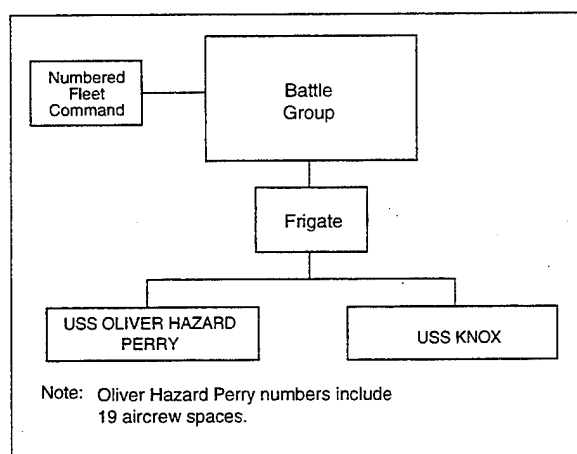 Numbered
Fleet
Command
Battle
Group
Frigate
USS OLIVER HAZARD
PERRY
USS KNOX
Note: Oliver Hazard Perry numbers include
19 aircrew spaces.